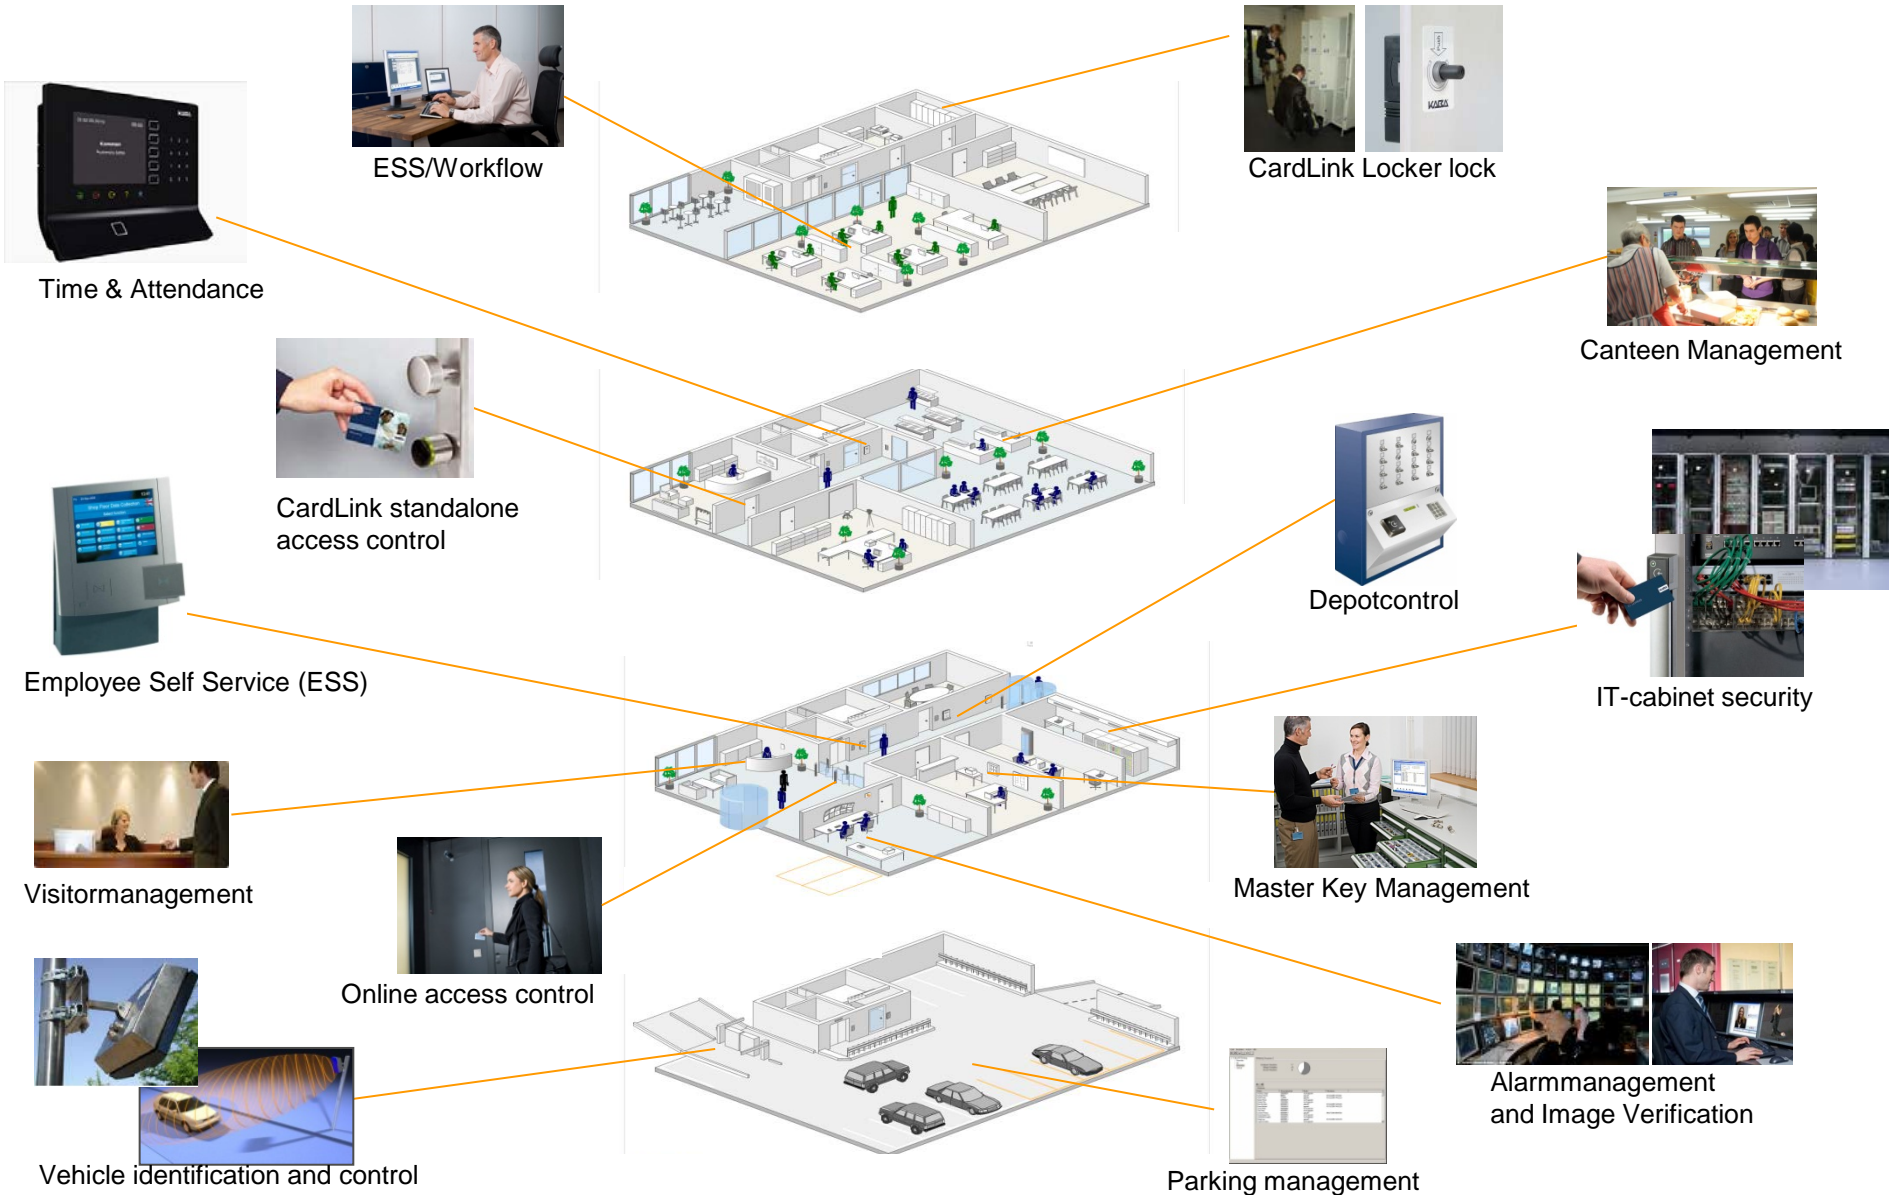 KABA
ESS/Workflow
KABA
CardLink Locker lock
Time & Attendance
Canteen Management
CardLink standalone
access control
Depotcontrol
Employee Self Service (ESS)
IT-cabinet security
Visitormanagement
Master Key Management
Online access control
Alarmmanagement
and Image Verification
Vehicle identification and control
Parking management